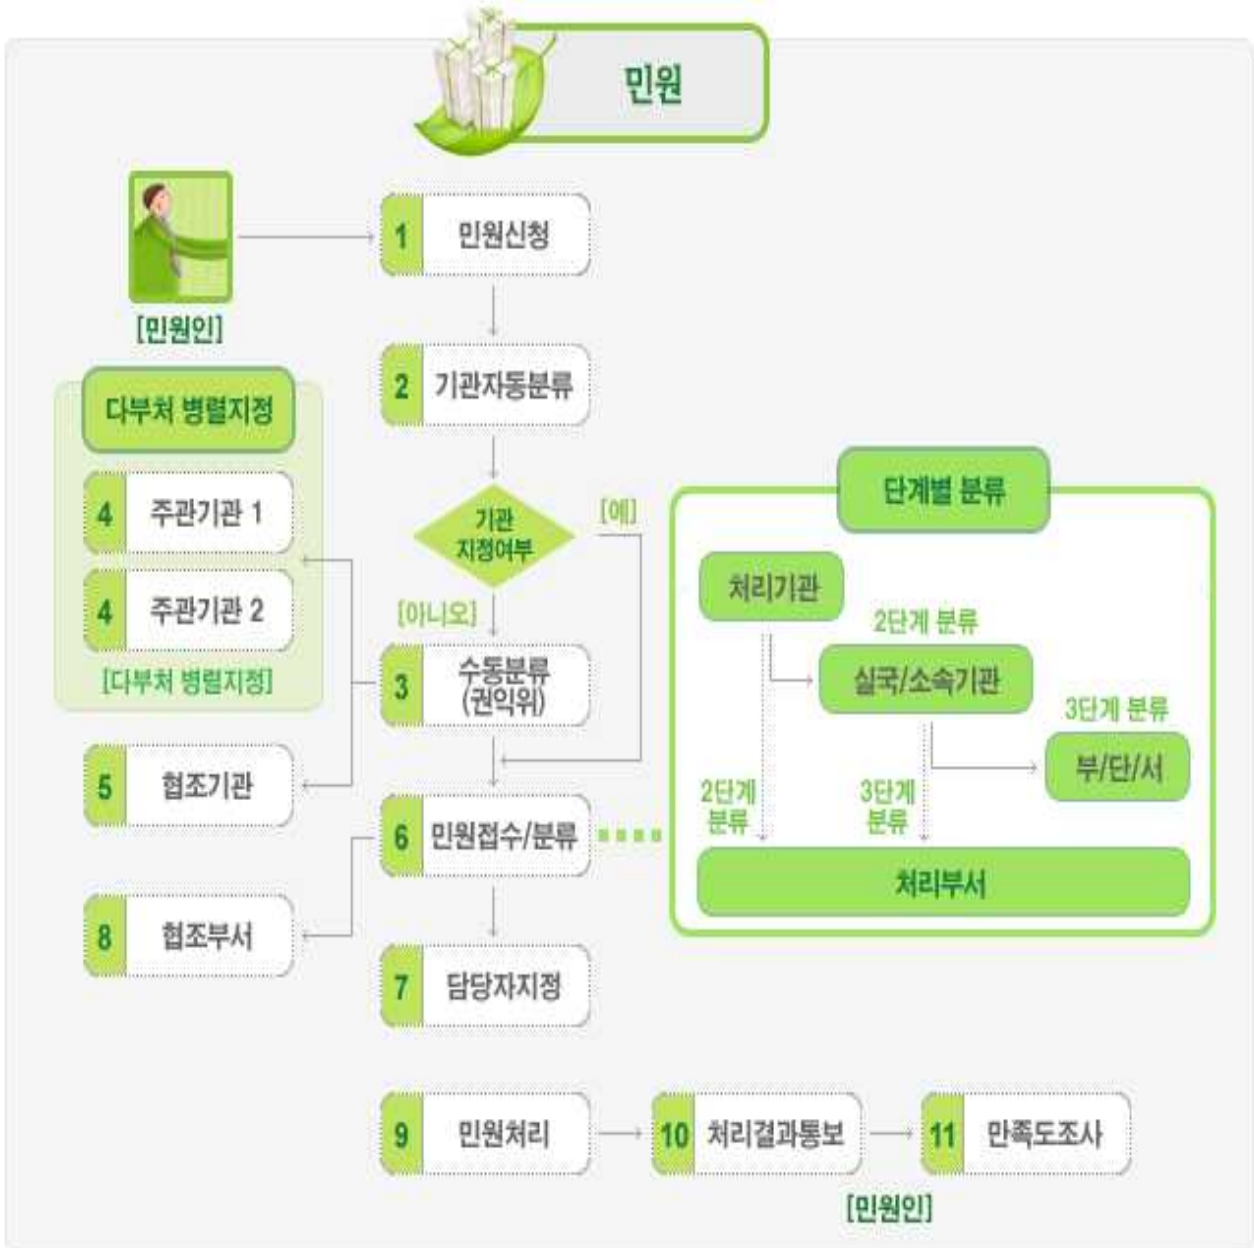 민원
1 민원신청
[민원인]
2 기관자동분류
다부처 병렬지정
4 주관기관 1
4 주관기관 2
[다부처 병렬지정]
기관
지정여부
[예]
[아니오]
3 수동분류
(권익위)
5 협조기관
6 민원접수/분류
8 협조부서
7 담당자지정
단계별 분류
처리기관
2단계 분류
실국/소속기관
3단계 분류
부/단/서
2단계
분류
3단계
분류
처리부서
9 민원처리
10 처리결과통보
11 만족도조사
[민원인]